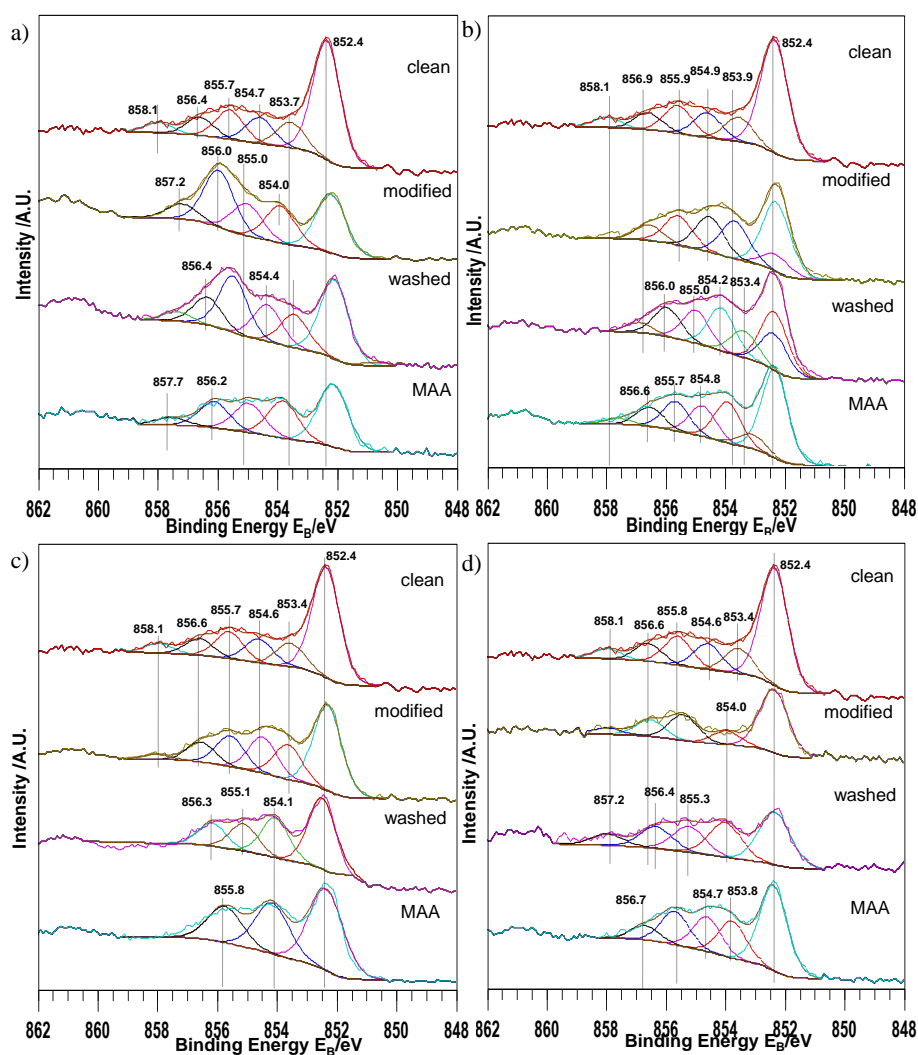 a)
852.4
clean
858.1 856.4 855.7 854.7 853.7
856.0
857.2 855.0 854.0
modified
856.4 854.4
washed
857.7 856.2
MAA
Intensity /A.U.
862 860 858 856 854 852 850 848
Binding Energy E_B/eV
b)
852.4
clean
858.1 856.9 855.9 854.9 853.9
modified
washed
856.0 855.0 854.2 853.4
856.6 855.7 854.8
MAA
Intensity /A.U.
862 860 858 856 854 852 850 848
Binding Energy E_B/eV
c)
852.4
clean
858.1 856.6 855.7 854.6 853.4
modified
washed
856.3 855.1 854.1
855.8
MAA
Intensity /A.U.
862 860 858 856 854 852 850 848
Binding Energy E_B/eV
d)
852.4
clean
858.1 856.6 855.8 854.6 853.4
modified
854.0
washed
857.2 856.4 855.3
856.7 854.7 853.8
MAA
Intensity /A.U.
862 860 858 856 854 852 850 848
Binding Energy E_B/eV